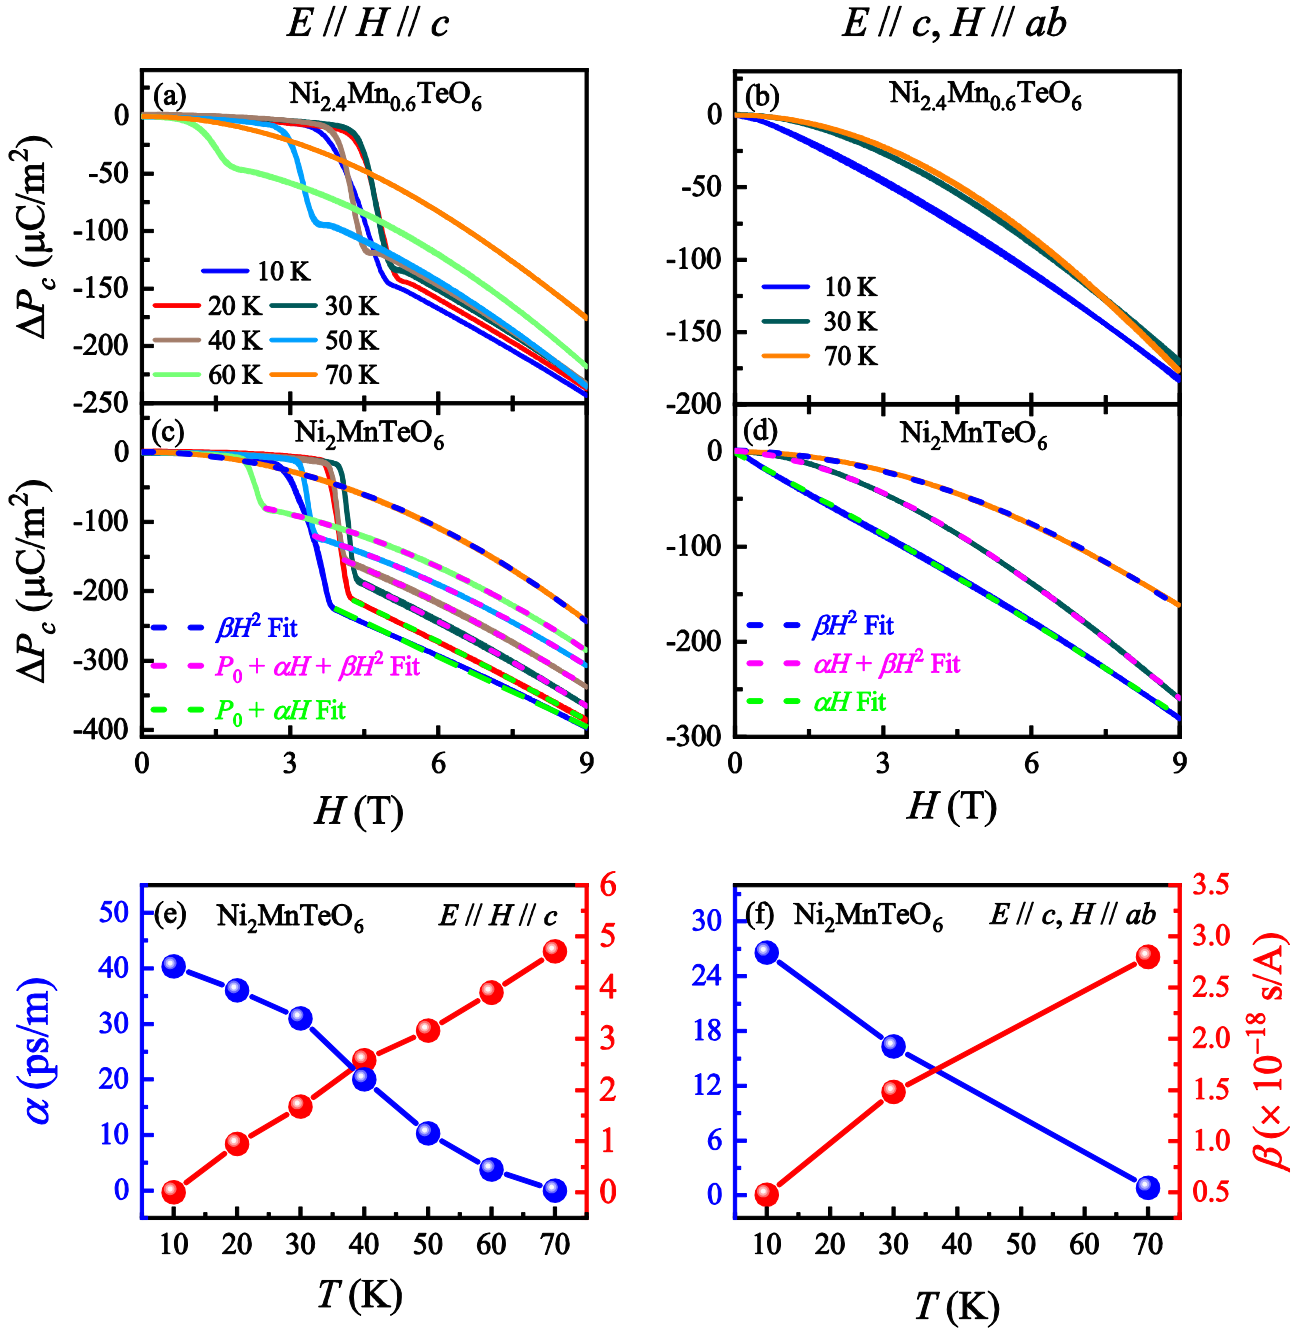 E // H // c
E // c, H // ab
(a) Ni₂.₄Mn₀.₆TeO₆
0
-50
-100
-150
-200
-250
ΔP_c (μC/m²)
10 K
20 K 30 K
40 K 50 K
60 K 70 K
(b) Ni₂.₄Mn₀.₆TeO₆
0
-50
-100
-150
-200
10 K
30 K
70 K
(c) Ni₂MnTeO₆
0
-100
-200
-300
-400
ΔP_c (μC/m²)
βH² Fit
P₀ + αH + βH² Fit
P₀ + αH Fit
0 3 6 9
H (T)
(d) Ni₂MnTeO₆
0
-100
-200
-300
βH² Fit
αH + βH² Fit
αH Fit
0 3 6 9
H (T)
(e) Ni₂MnTeO₆ E // H // c
50
40
30
20
10
0
α (ps/m)
6
5
4
3
2
1
0
10 20 30 40 50 60 70
T (K)
(f) Ni₂MnTeO₆ E // c, H // ab
30
24
18
12
6
0
3.5
3.0
2.5
2.0
1.5
1.0
0.5
β (× 10⁻¹⁸ s/A)
10 20 30 40 50 60 70
T (K)